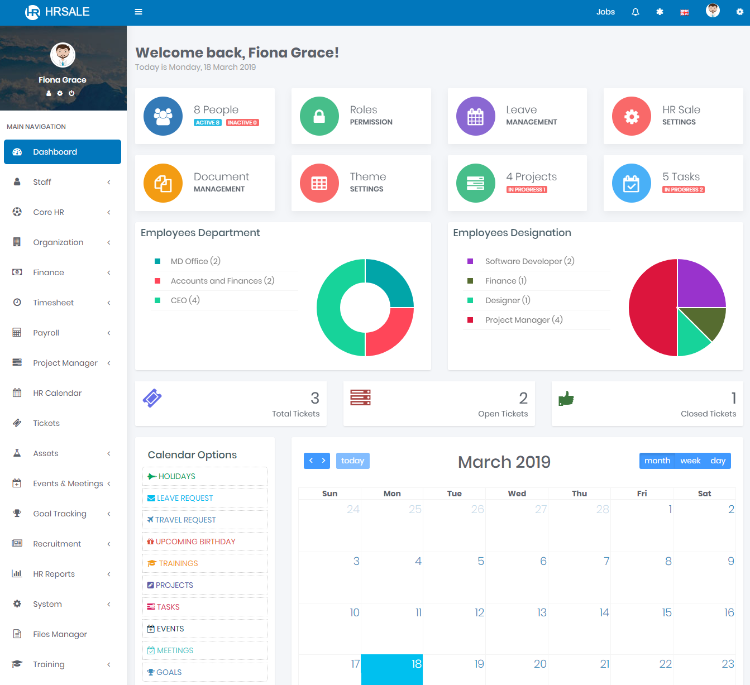 HR HRSALE
Jobs
Fiona Grace
MAIN NAVIGATION
Dashboard
Staff
Core HR
Organization
Finance
Timesheet
Payroll
Project Manager
HR Calendar
Tickets
Assets
Events & Meetings
Goal Tracking
Recruitment
HR Reports
System
Files Manager
Training
Welcome back, Fiona Grace!
Today is Monday, 18 March 2019
8 People
ACTIVE 8 INACTIVE 0
Roles
PERMISSION
Leave
MANAGEMENT
HR Sale
SETTINGS
Document
MANAGEMENT
Theme
SETTINGS
4 Projects
IN PROGRESS 1
5 Tasks
IN PROGRESS 2
Employees Department
MD Office (2)
Accounts and Finances (2)
CEO (4)
Employees Designation
Software Developer (2)
Finance (1)
Designer (1)
Project Manager (4)
3
Total Tickets
2
Open Tickets
1
Closed Tickets
Calendar Options
HOLIDAYS
LEAVE REQUEST
TRAVEL REQUEST
UPCOMING BIRTHDAY
TRAININGS
PROJECTS
TASKS
EVENTS
MEETINGS
GOALS
today March 2019 month week day
Sun Mon Tue Wed Thu Fri Sat
24 25 26 27 28 1 2
3 4 5 6 7 8 9
10 11 12 13 14 15 16
17 18 19 20 21 22 23